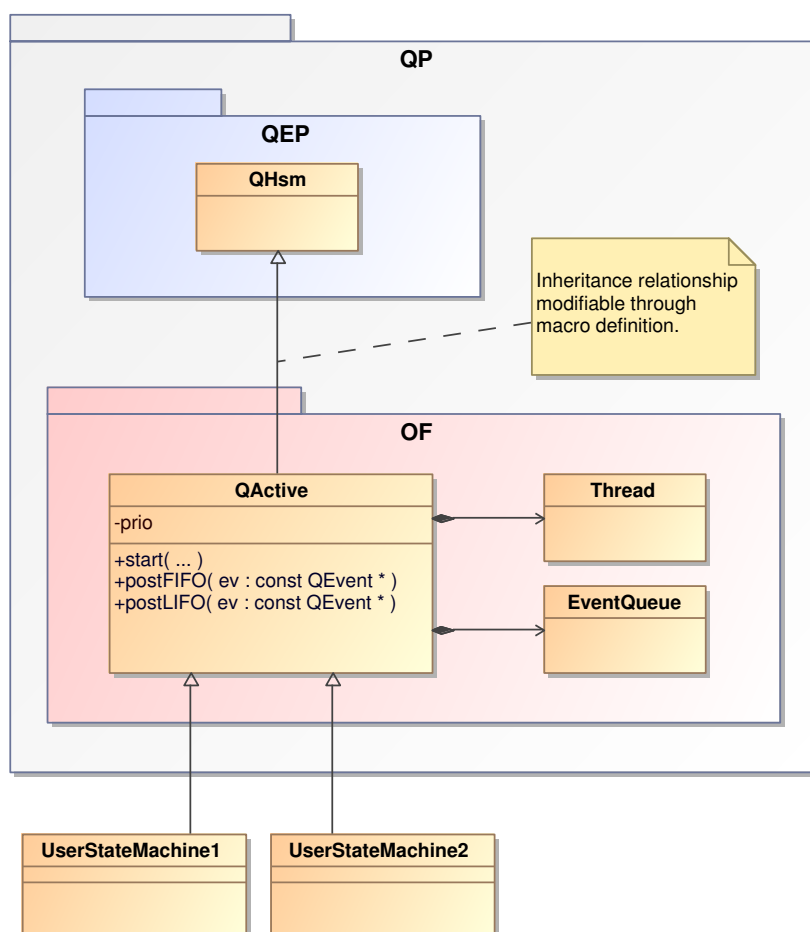 QP
QEP
QHsm
Inheritance relationship
modifiable through
macro definition.
OF
QActive
-prio
+start( ... )
+postFIFO( ev : const QEvent * )
+postLIFO( ev : const QEvent * )
Thread
EventQueue
UserStateMachine1
UserStateMachine2